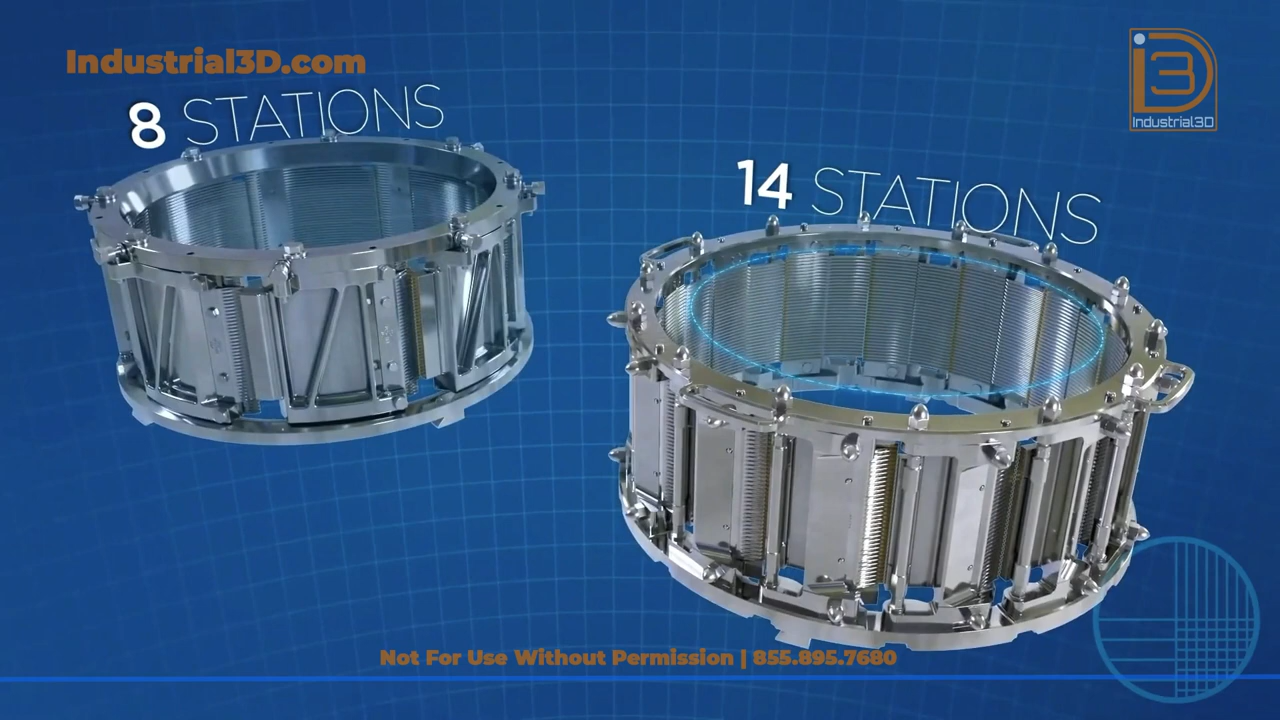 Industrial3D.com
8 STATIONS
14 STATIONS
Industrial3D
Not For Use Without Permission | 855.895.7680